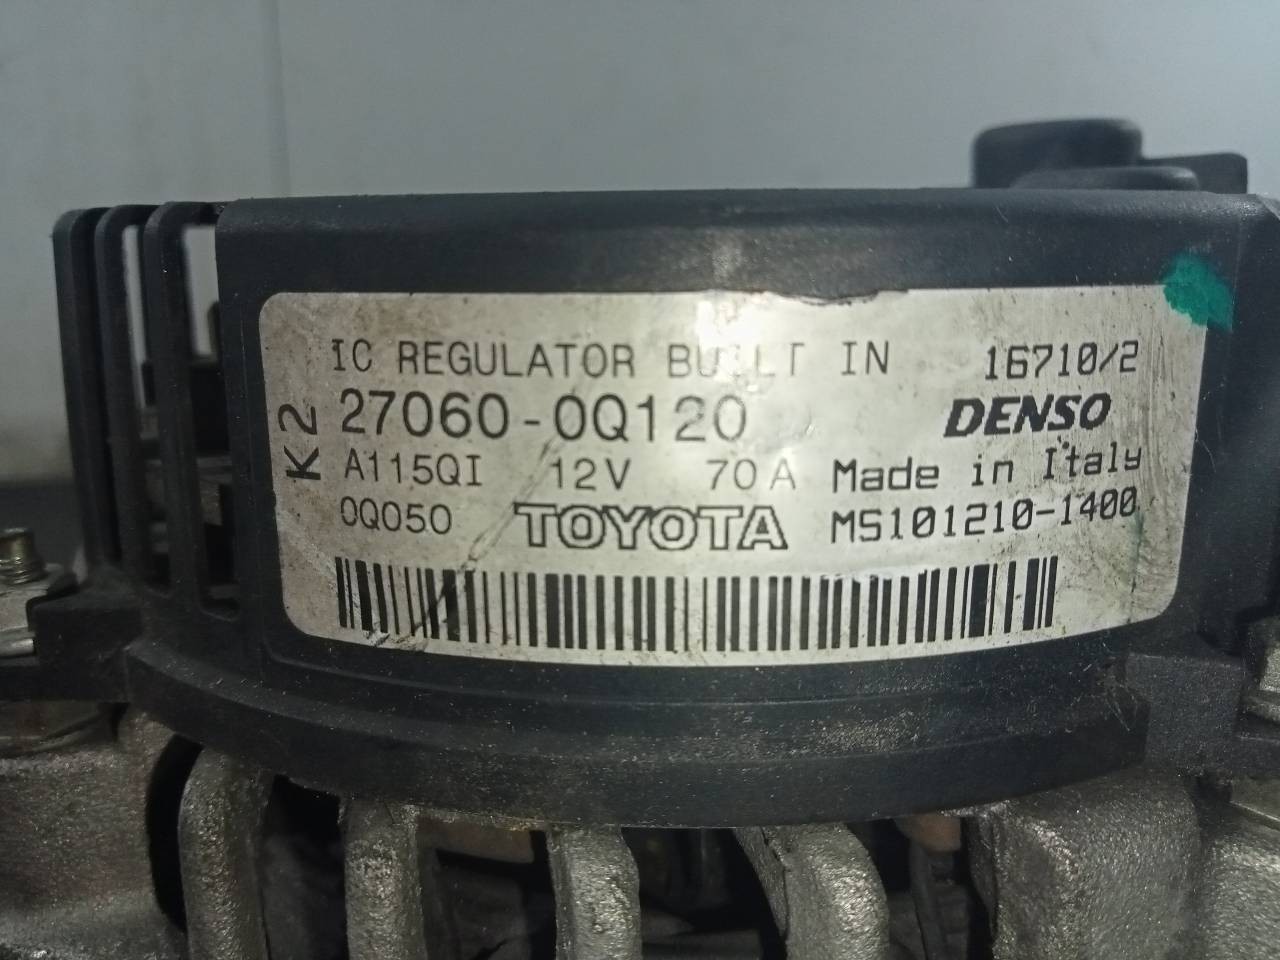 IC REGULATOR BUILT IN 16710/2
K2
27060-0Q120 DENSO
A115QI 12V 70A Made in Italy
0Q050 TOYOTA MS101210-1400